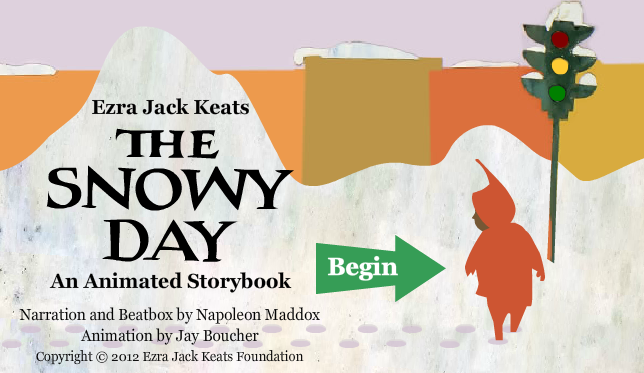 Ezra Jack Keats
THE
SNOWY
DAY
An Animated Storybook
Begin
Narration and Beatbox by Napoleon Maddox
Animation by Jay Boucher
Copyright © 2012 Ezra Jack Keats Foundation